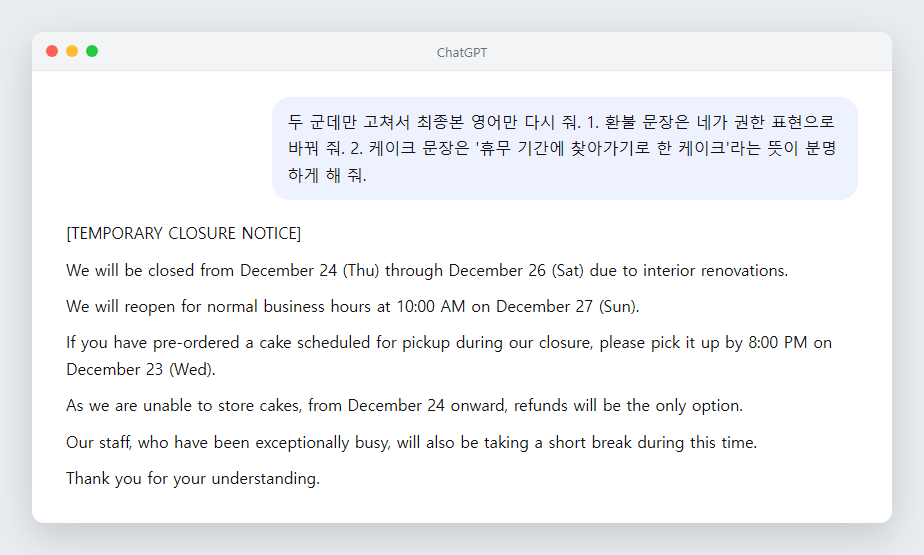 ChatGPT
두 군데만 고쳐서 최종본 영어만 다시 줘. 1. 환불 문장은 네가 권한 표현으로
바꿔 줘. 2. 케이크 문장은 '휴무 기간에 찾아가기로 한 케이크'라는 뜻이 분명
하게 해 줘.
[TEMPORARY CLOSURE NOTICE]
We will be closed from December 24 (Thu) through December 26 (Sat) due to interior renovations.
We will reopen for normal business hours at 10:00 AM on December 27 (Sun).
If you have pre-ordered a cake scheduled for pickup during our closure, please pick it up by 8:00 PM on
December 23 (Wed).
As we are unable to store cakes, from December 24 onward, refunds will be the only option.
Our staff, who have been exceptionally busy, will also be taking a short break during this time.
Thank you for your understanding.